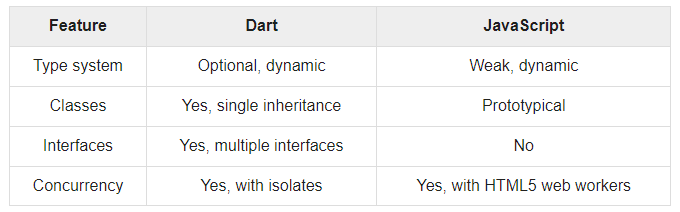 Feature Dart JavaScript
Type system Optional, dynamic Weak, dynamic
Classes Yes, single inheritance Prototypical
Interfaces Yes, multiple interfaces No
Concurrency Yes, with isolates Yes, with HTML5 web workers